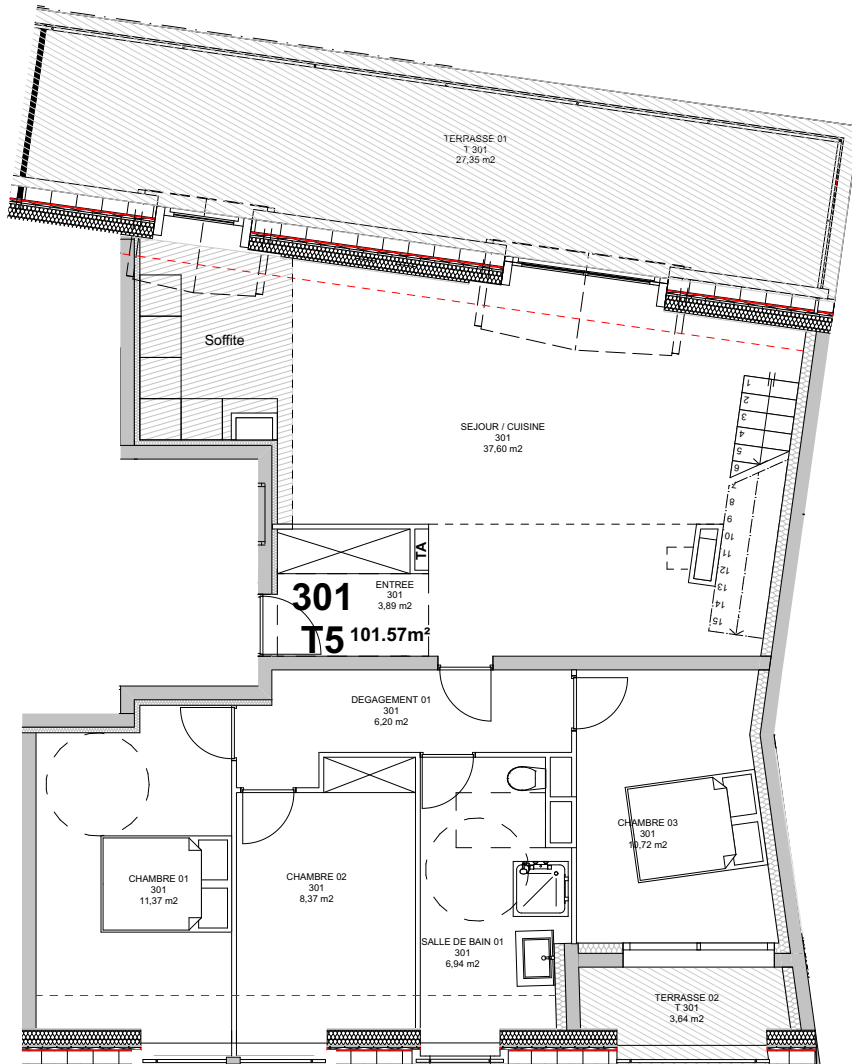 TERRASSE 01
T 301
27,35 m2
Soffite
SEJOUR / CUISINE
301
37,60 m2
1
2
3
4
5
6
7
8
9
10
11
12
13
14
15
TA
ENTREE
301
3,89 m2
301
T5 101.57m²
DEGAGEMENT 01
301
6,20 m2
CHAMBRE 03
301
10,72 m2
CHAMBRE 01
301
11,37 m2
CHAMBRE 02
301
8,37 m2
SALLE DE BAIN 01
301
6,94 m2
TERRASSE 02
T 301
3,64 m2